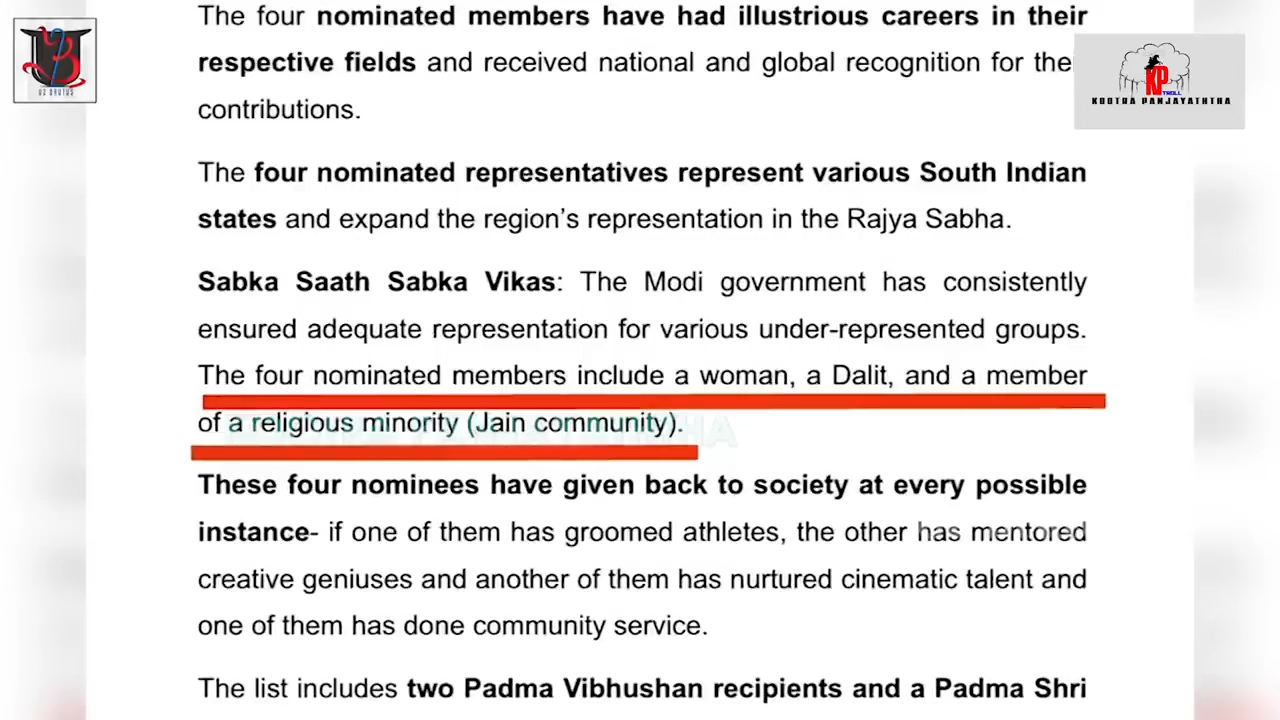 The four nominated members have had illustrious careers in their
respective fields and received national and global recognition for
contributions.
The four nominated representatives represent various South Indian
states and expand the region's representation in the Rajya Sabha.
Sabka Saath Sabka Vikas: The Modi government has consistently
ensured adequate representation for various under-represented groups.
The four nominated members include a woman, a Dalit, and a member
of a religious minority (Jain community).
These four nominees have given back to society at every possible
instance- if one of them has groomed athletes, the other has mentored
creative geniuses and another of them has nurtured cinematic talent and
one of them has done community service.
The list includes two Padma Vibhushan recipients and a Padma Shri
KP
TROLL
KOOTRA PANJAYATHTHA